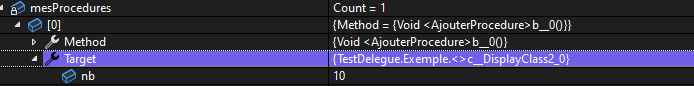 mesProcedures Count = 1
[0] {Method = {Void <AjouterProcedure>b__0()}}
Method {Void <AjouterProcedure>b__0()}
Target {TestDelegue.Exemple.<>c__DisplayClass2_0}
nb 10